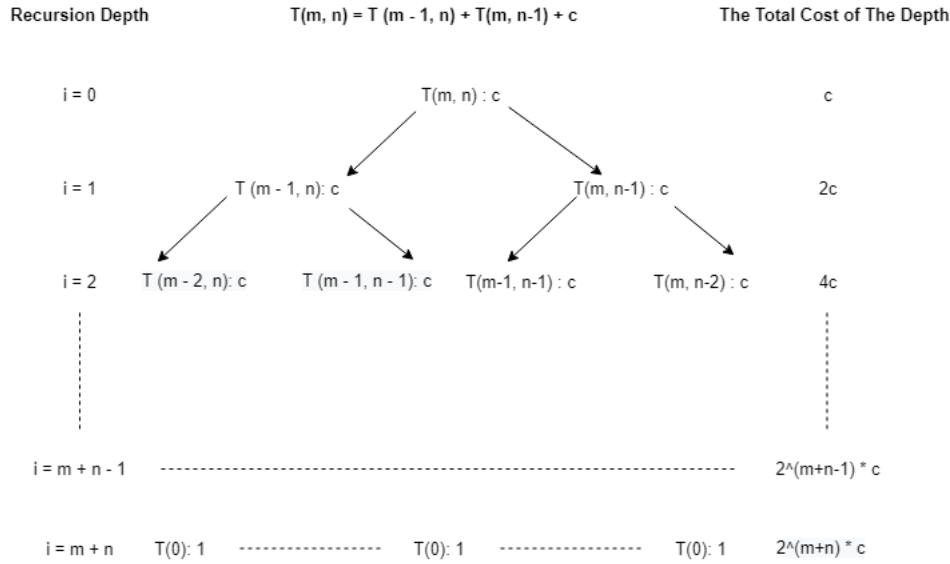 Recursion Depth T(m, n) = T (m - 1, n) + T(m, n-1) + c The Total Cost of The Depth
i = 0 T(m, n) : c c
i = 1 T (m - 1, n): c T(m, n-1) : c 2c
i = 2 T (m - 2, n): c T (m - 1, n - 1): c T(m-1, n-1) : c T(m, n-2) : c 4c
i = m + n - 1 2^(m+n-1) * c
i = m + n T(0): 1 T(0): 1 T(0): 1 2^(m+n) * c